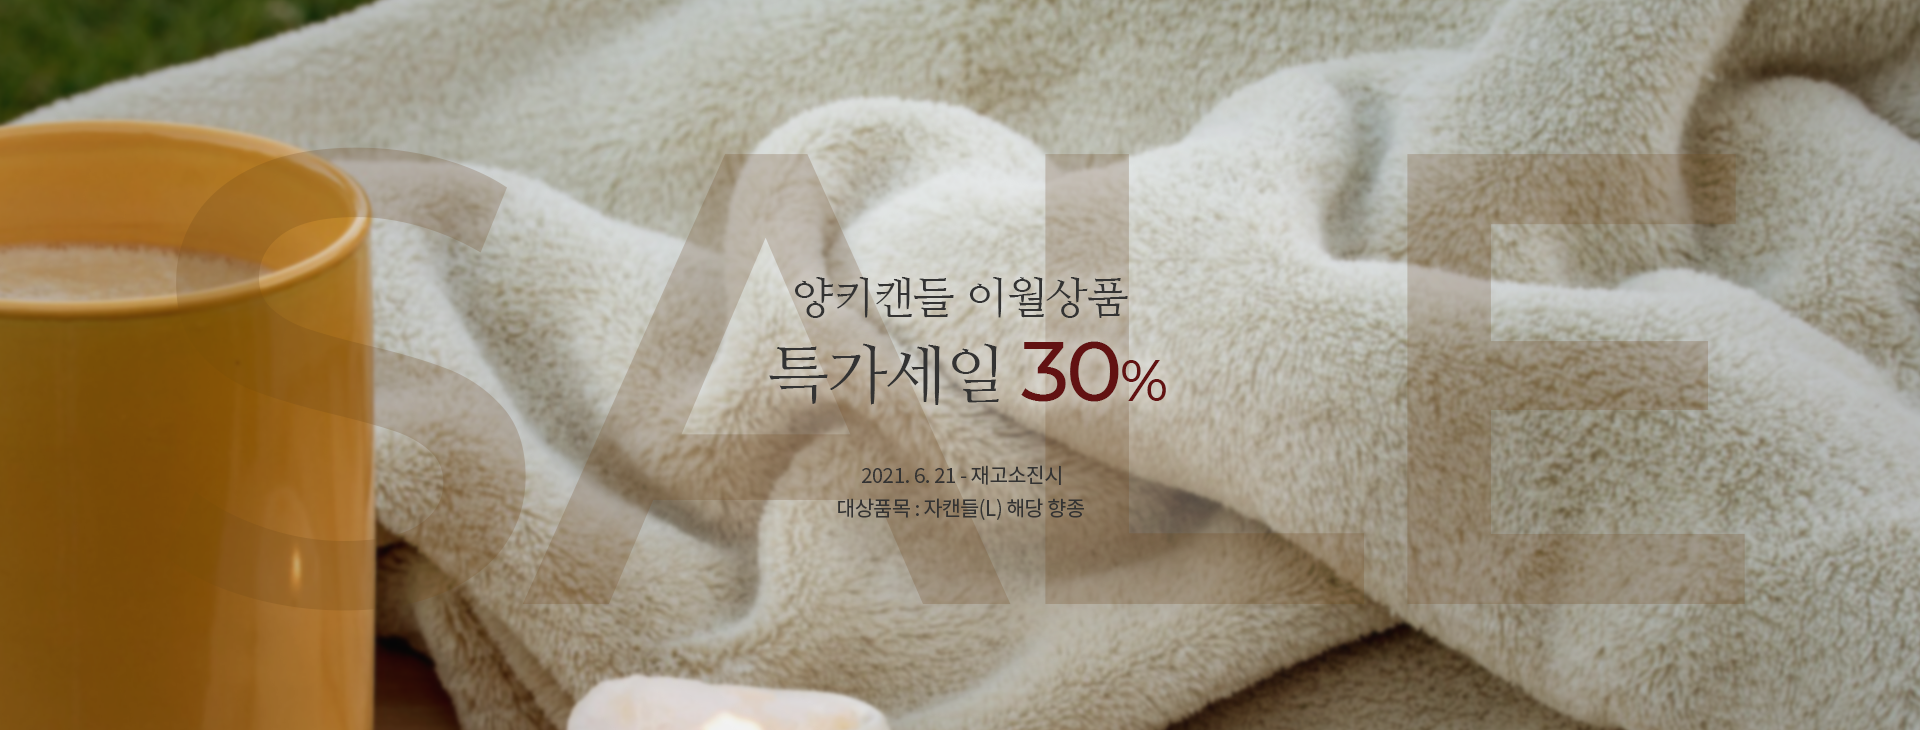 SALE
양키캔들 이월상품
특가세일 30%
2021. 6. 21 - 재고소진시
대상품목 : 자캔들(L) 해당 향종